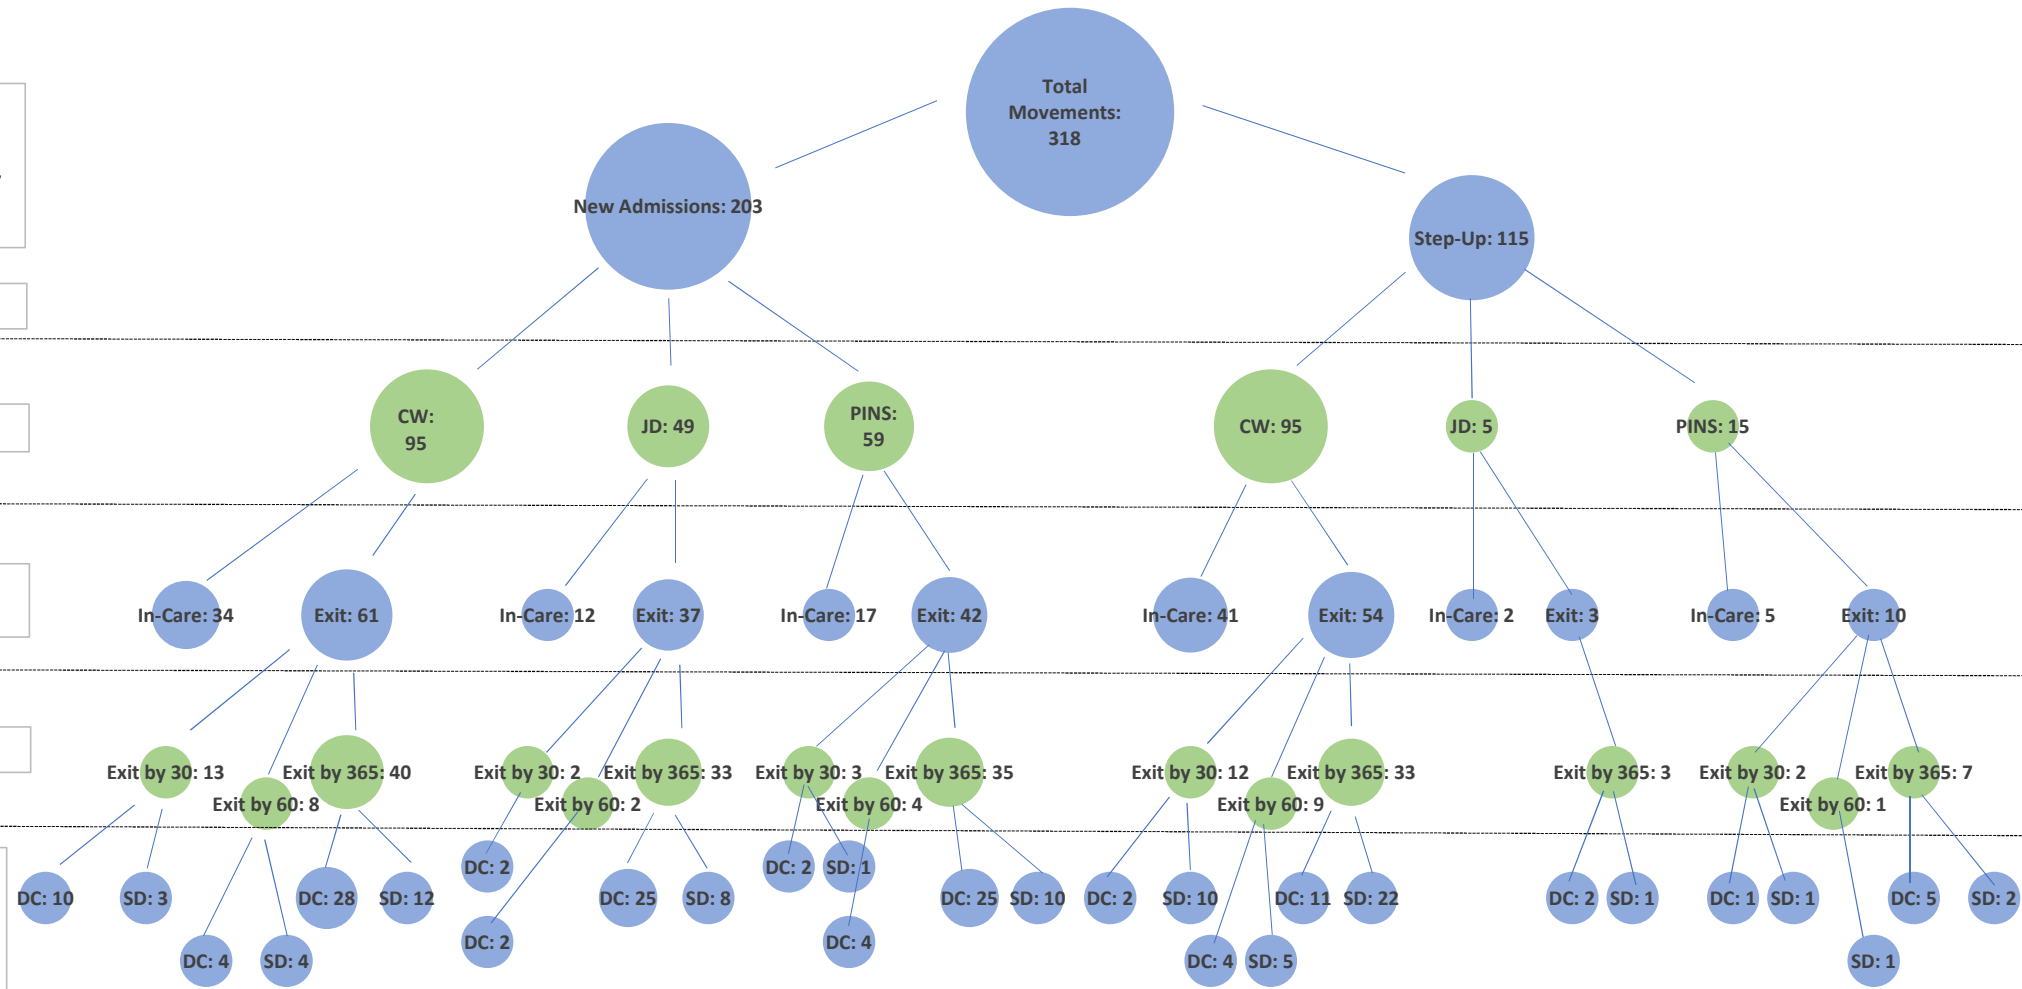 Total
Movements:
318
New Admissions: 203
Step-Up: 115
CW:
95
JD: 49
PINS:
59
CW: 95
JD: 5
PINS: 15
In-Care: 34
Exit: 61
In-Care: 12
Exit: 37
In-Care: 17
Exit: 42
In-Care: 41
Exit: 54
In-Care: 2
Exit: 3
In-Care: 5
Exit: 10
Exit by 30: 13
Exit by 60: 8
Exit by 365: 40
Exit by 30: 2
Exit by 60: 2
Exit by 365: 33
Exit by 30: 3
Exit by 60: 4
Exit by 365: 35
Exit by 30: 12
Exit by 60: 9
Exit by 365: 33
Exit by 365: 3
Exit by 30: 2
Exit by 60: 1
Exit by 365: 7
DC: 10
SD: 3
DC: 4
SD: 4
DC: 28
SD: 12
DC: 2
DC: 2
DC: 25
SD: 8
DC: 2
SD: 1
DC: 4
DC: 25
SD: 10
DC: 2
SD: 10
DC: 4
SD: 5
DC: 11
SD: 22
DC: 2
SD: 1
DC: 1
SD: 1
SD: 1
DC: 5
SD: 2